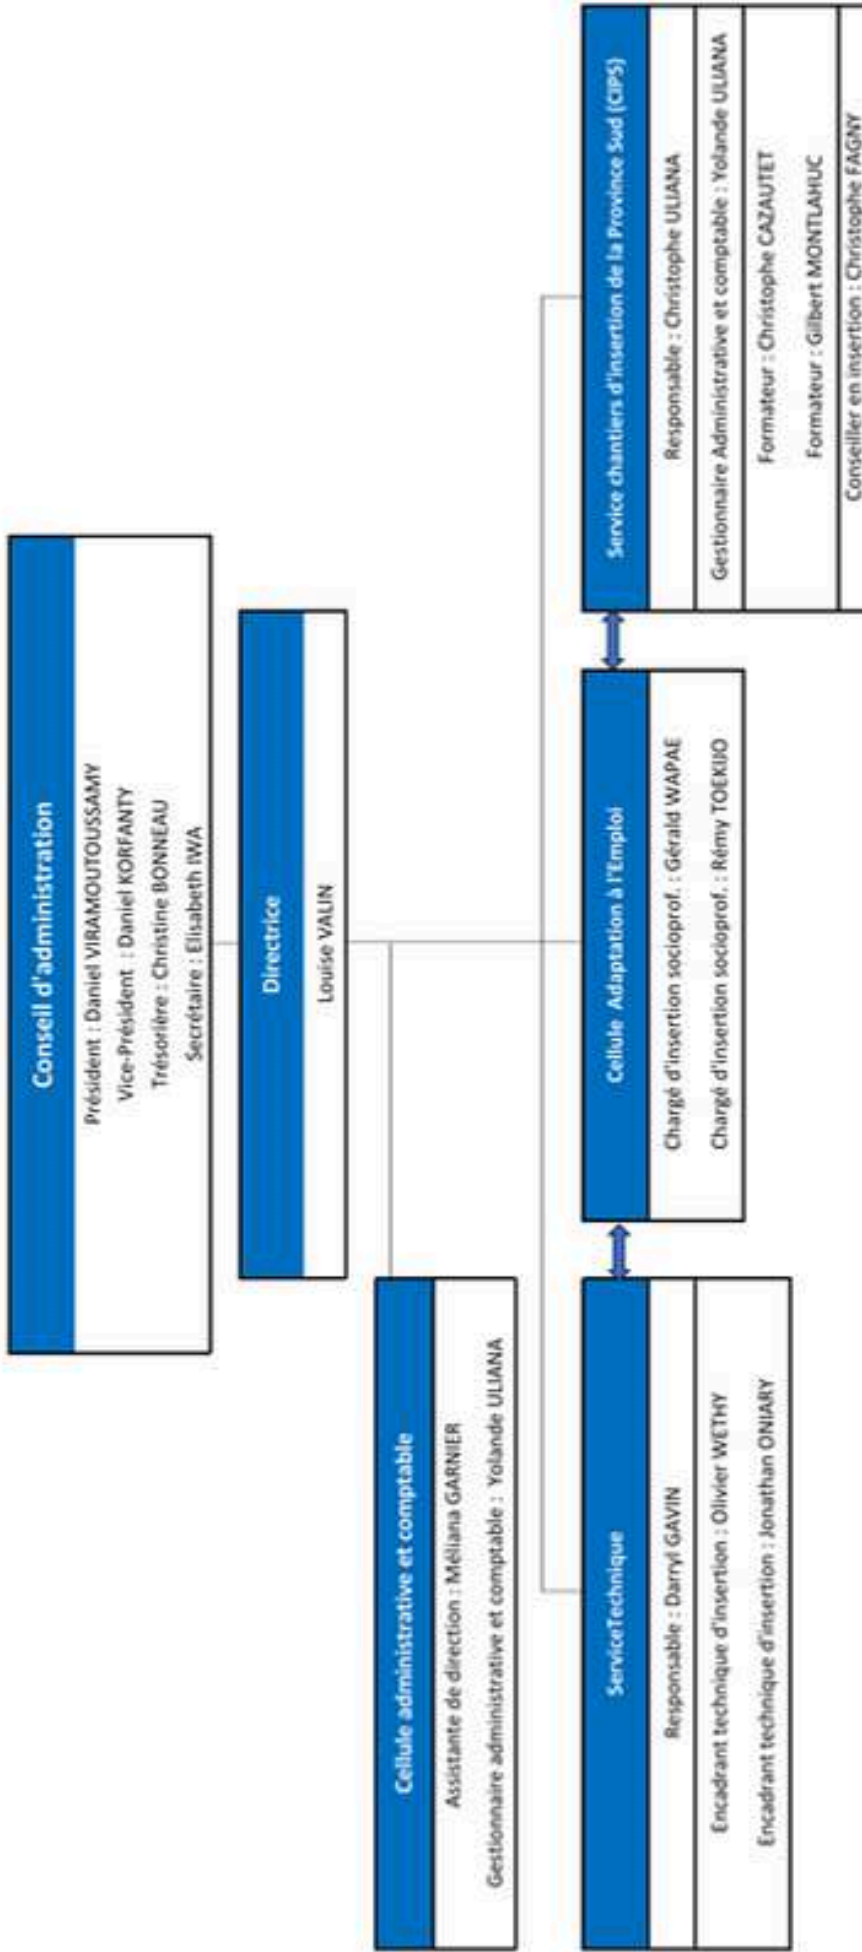 Conseil d'administration
Président : Daniel VIRAMOUTOUSSAMY
Vice-Président : Daniel KORFANTY
Trésorière : Christine BONNEAU
Secrétaire : Elisabeth IWA
Directrice
Louise VALIN
Cellule administrative et comptable
Assistante de direction : Méliana GARNIER
Gestionnaire administrative et comptable : Yolande ULIANA
ServiceTechnique
Responsable : Darryl GAVIN
Encadrant technique d'insertion : Olivier WETHY
Encadrant technique d'insertion : Jonathan ONIARY
Cellule Adaptation à l'Emploi
Chargé d'insertion socioprof. : Gérald WAPAE
Chargé d'insertion socioprof. : Rémy TOEKIJO
Service chantiers d'insertion de la Province Sud (CIPS)
Responsable : Christophe ULIANA
Gestionnaire Administrative et comptable : Yolande ULIANA
Formateur : Christophe CAZAUTET
Formateur : Gilbert MONTLAHUC
Conseiller en insertion : Christophe FAGNY